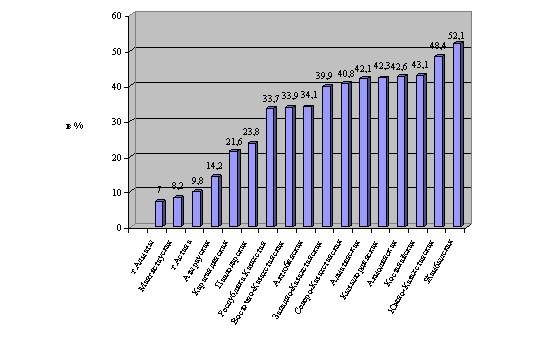 60
50
40
30
20
10
0
в %
7
8,2
9,8
14,2
21,6
23,8
33,7
33,9
34,1
39,9
40,8
42,1
42,3
42,6
43,1
48,4
52,1
г.Алматы
Мангистауская
г.Астана
Атырауская
Карагандинская
Павлодарская
Республика Казахстан
Восточно-Казахстанская
Актюбинская
Западно-Казахстанская
Северо-Казахстанская
Алматинская
Кызылординская
Акмолинская
Костанайская
Южно-Казахстанская
Жамбылская